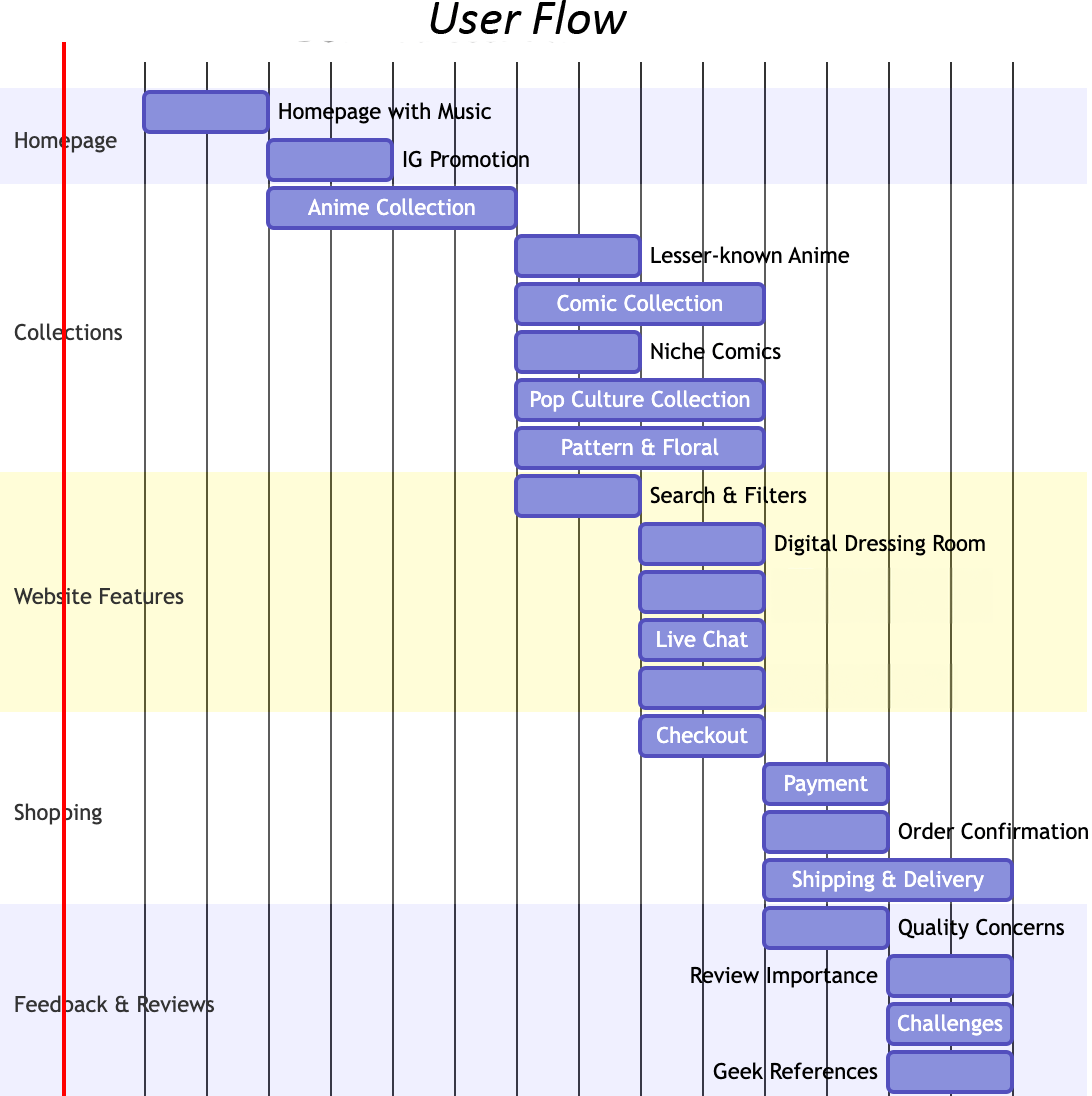 User Flow
Homepage
Homepage with Music
IG Promotion
Collections
Anime Collection
Lesser-known Anime
Comic Collection
Niche Comics
Pop Culture Collection
Pattern & Floral
Website Features
Search & Filters
Digital Dressing Room
Live Chat
Shopping
Checkout
Payment
Order Confirmation
Shipping & Delivery
Feedback & Reviews
Quality Concerns
Review Importance
Challenges
Geek References